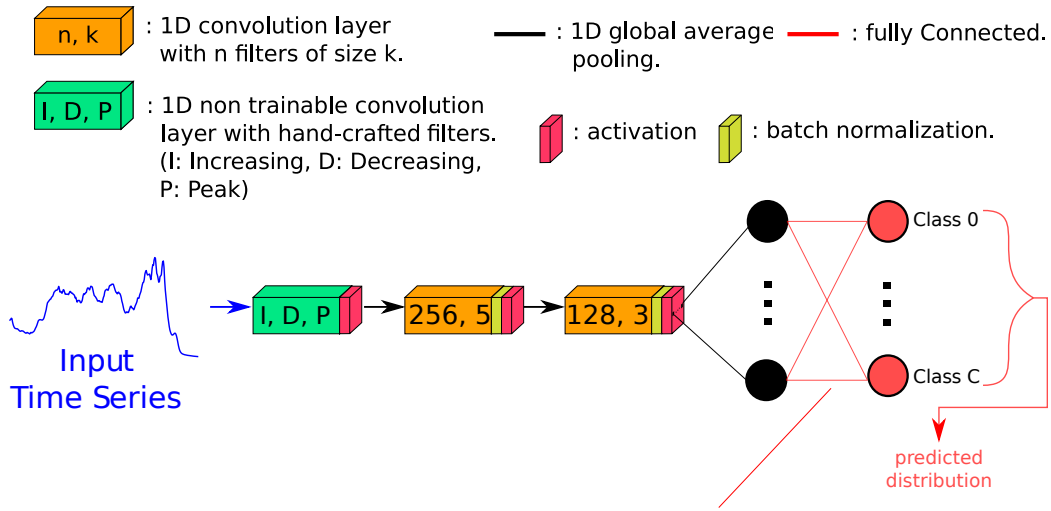 n, k
: 1D convolution layer
with n filters of size k.
: 1D global average
pooling.
: fully Connected.
I, D, P
: 1D non trainable convolution
layer with hand-crafted filters.
(I: Increasing, D: Decreasing,
P: Peak)
: activation
: batch normalization.
Input
Time Series
I, D, P
256, 5
128, 3
Class 0
Class C
predicted
distribution